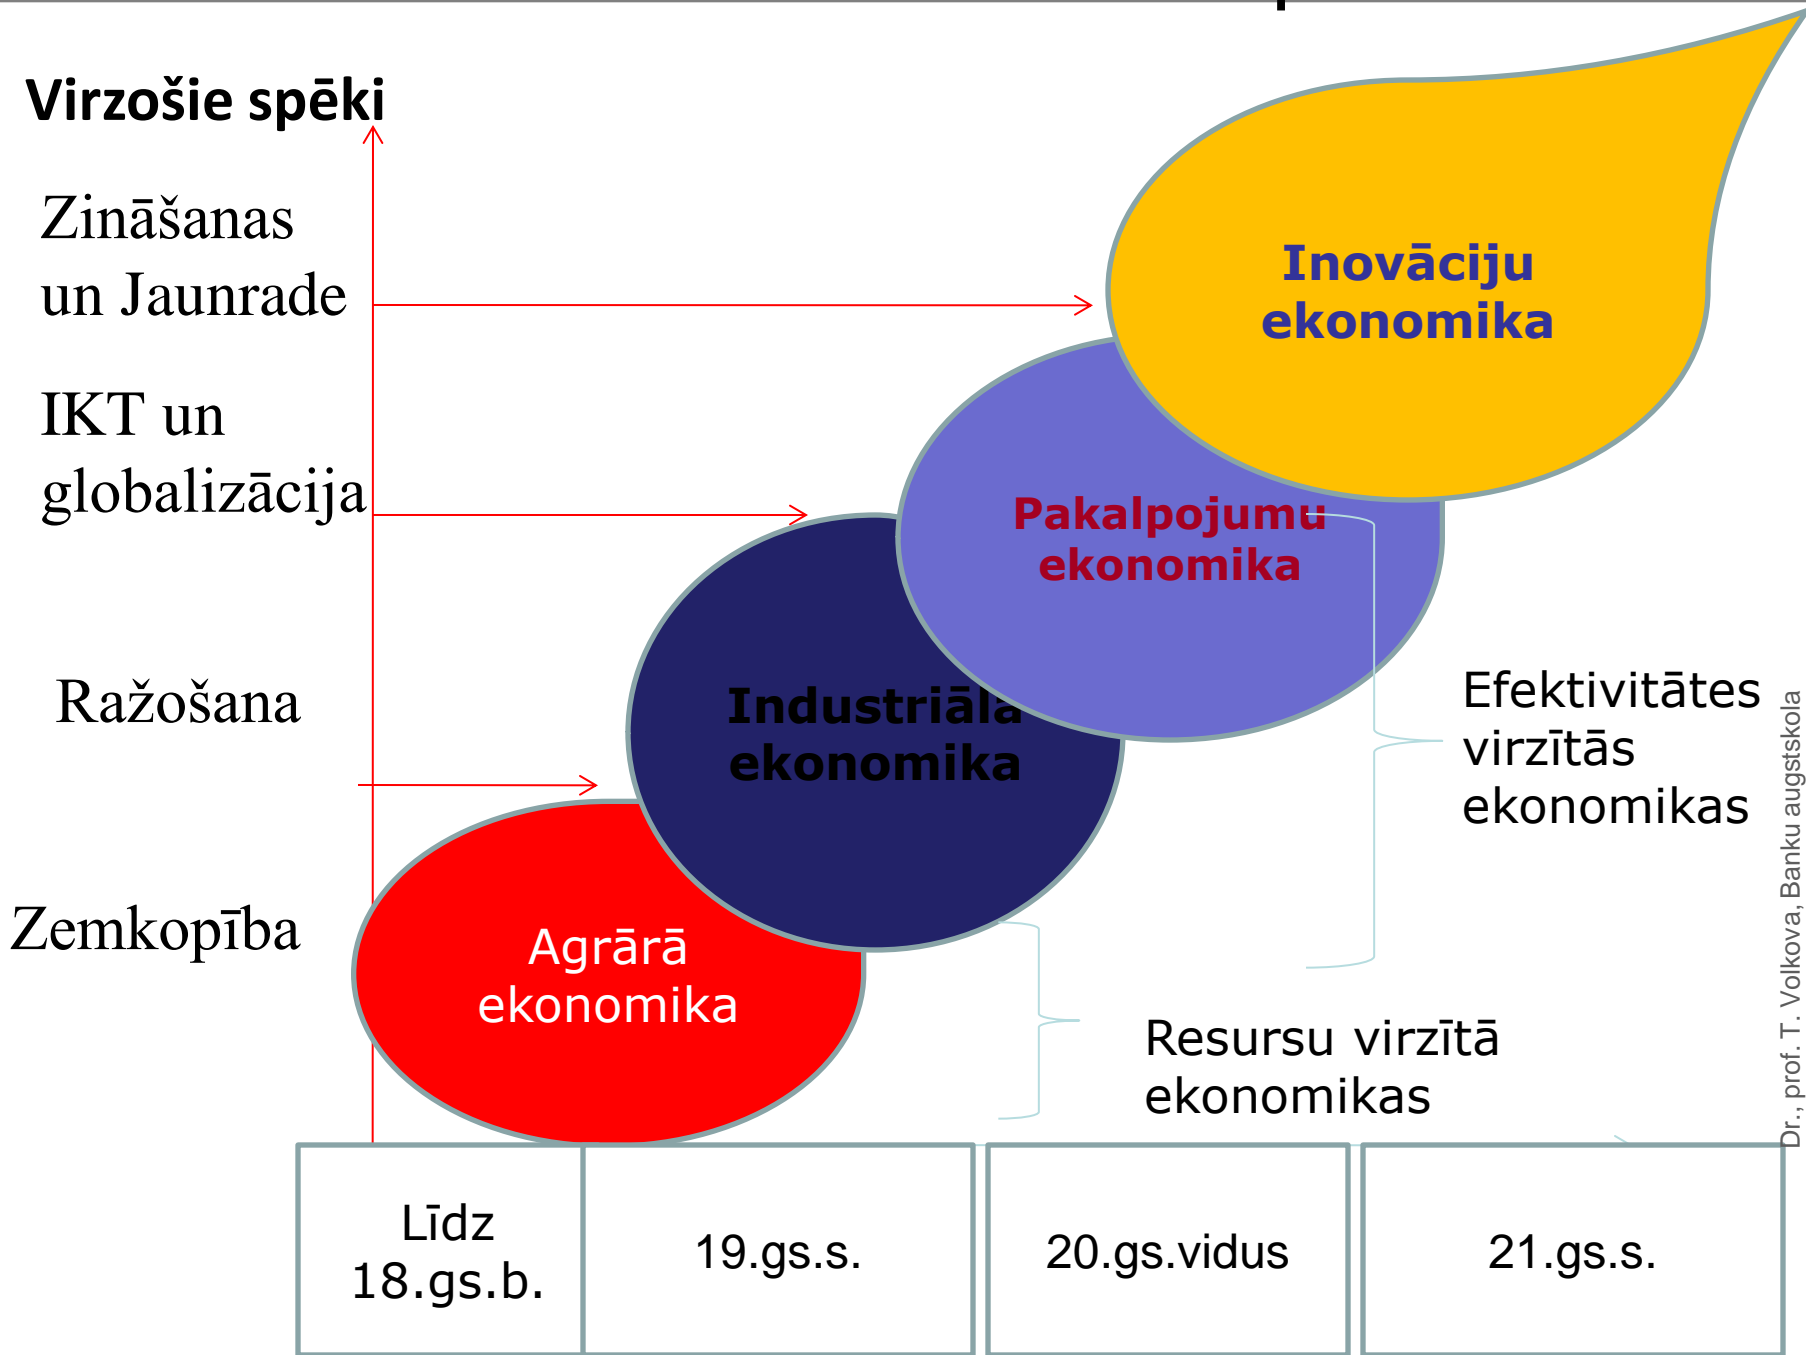 Virzošie spēki
Zināšanas
un Jaunrade
IKT un
globalizācija
Ražošana
Zemkopība
Inovāciju
ekonomika
Pakalpojumu
ekonomika
Industriālā
ekonomika
Agrārā
ekonomika
Efektivitātes
virzītās
ekonomikas
Resursu virzītā
ekonomikas
Dr., prof. T. Volkova, Banku augstskola
Līdz
18.gs.b.
19.gs.s.
20.gs.vidus
21.gs.s.